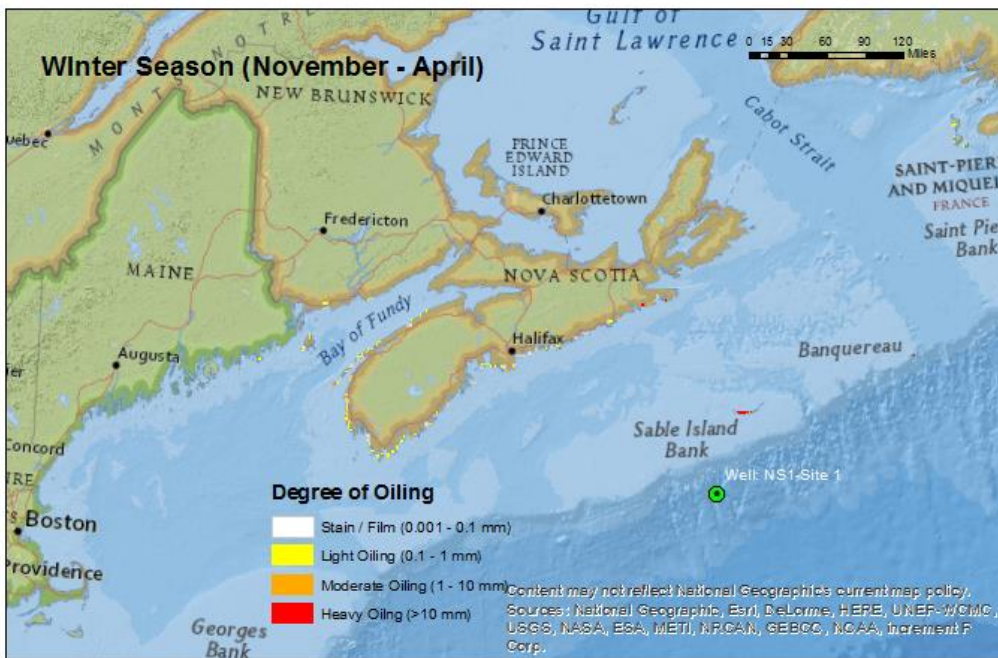 WInter Season (November - April)
Gulf of
Saint Lawrence
0 15 30 60 90 120
Miles
MONTS NOTR
NEW BRUNSWICK
Québec
Cabot Strait
PRINCE
EDWARD
ISLAND
Charlottetown
SAINT-PIER
AND MIQUEL
FRANCE
Saint Pie
Bank
Fredericton
MAINE
NOVA SCOTIA
Bay of Fundy
Halifax
Augusta
Banquereau
ier
Sable Island
Bank
Concord
Well: NS1-Site 1
IRE
Boston
Providence
Degree of Oiling
Stain / Film (0.001 - 0.1 mm)
Light Oiling (0.1 - 1 mm)
Moderate Oiling (1 - 10 mm)
Heavy Oilng (>10 mm)
Georges
Bank
Content may not reflect National Geographic's current map policy.
Sources: National Geographic, Esri, DeLorme, HERE, UNEP-WCMC,
USGS, NASA, ESA, METI, NRCAN, GEBCO, NOAA, increment P
Corp.